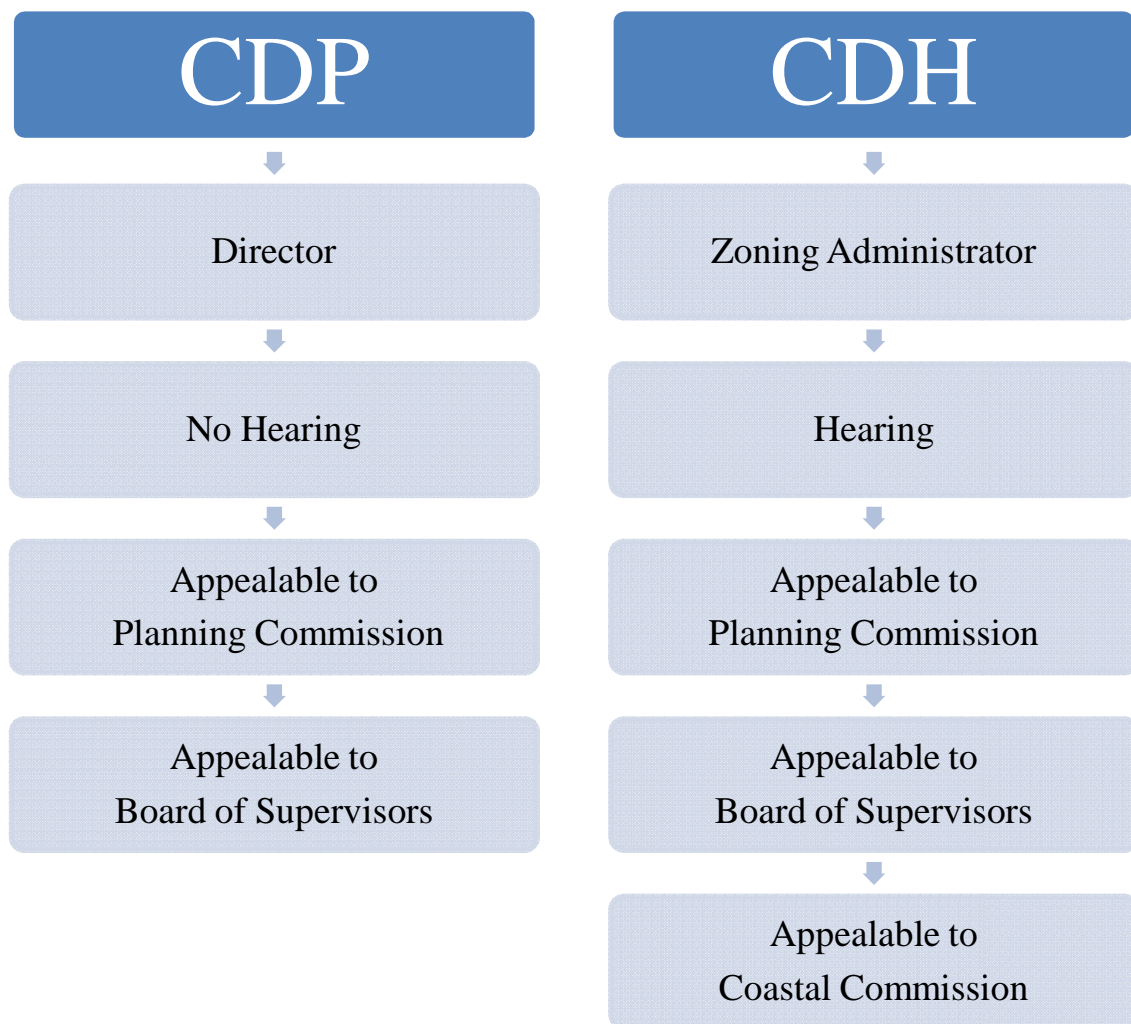 CDP
Director
No Hearing
Appealable to
Planning Commission
Appealable to
Board of Supervisors
CDH
Zoning Administrator
Hearing
Appealable to
Planning Commission
Appealable to
Board of Supervisors
Appealable to
Coastal Commission